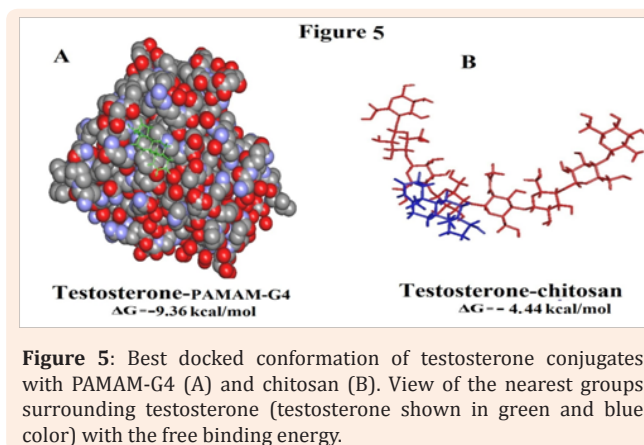 Figure 5
A
B
Testosterone-PAMAM-G4
ΔG=-9.36 kcal/mol
Testosterone-chitosan
ΔG=- 4.44 kcal/mol
Figure 5: Best docked conformation of testosterone conjugates
with PAMAM-G4 (A) and chitosan (B). View of the nearest groups
surrounding testosterone (testosterone shown in green and blue
color) with the free binding energy.